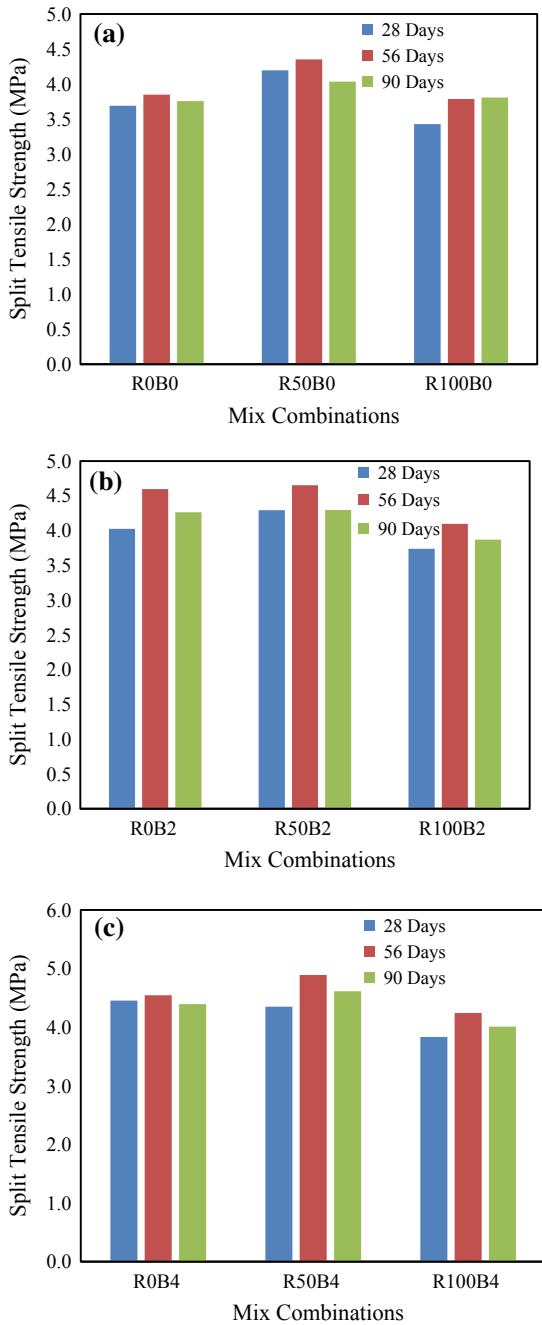 (a)
28 Days
56 Days
90 Days
5.0
4.5
4.0
3.5
3.0
2.5
2.0
1.5
1.0
0.5
0.0
Split Tensile Strength (MPa)
R0B0 R50B0 R100B0
Mix Combinations
(b)
28 Days
56 Days
90 Days
5.0
4.5
4.0
3.5
3.0
2.5
2.0
1.5
1.0
0.5
0.0
Split Tensile Strength (MPa)
R0B2 R50B2 R100B2
Mix Combinations
(c)
28 Days
56 Days
90 Days
6.0
5.0
4.0
3.0
2.0
1.0
0.0
Split Tensile Strength (MPa)
R0B4 R50B4 R100B4
Mix Combinations